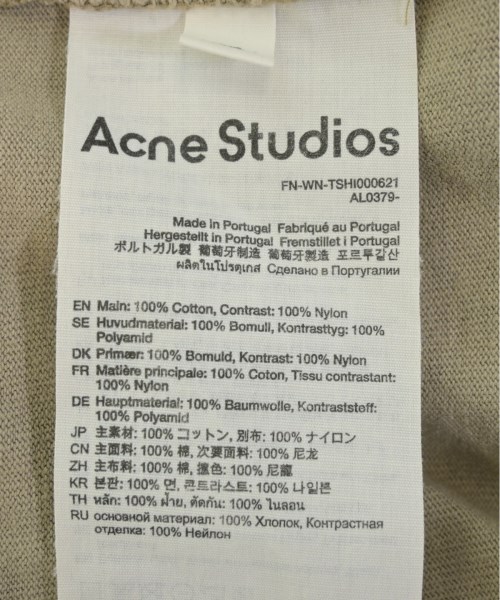 Acne Studios
FN-WN-TSHI000621
AL0379-
Made in Portugal Fabriqué au Portugal
Hergestellt in Portugal Fremstillet i Portugal
ポルトガル製 葡萄牙制造 葡萄牙製造 포르투갈산
ผลิตในโปรตุเกส Сделано в Португалии
EN Main: 100% Cotton, Contrast: 100% Nylon
SE Huvudmaterial: 100% Bomull, Kontrasttyg: 100%
Polyamid
DK Primær: 100% Bomuld, Kontrast: 100% Nylon
FR Matière principale: 100% Coton, Tissu contrastant:
100% Nylon
DE Hauptmaterial: 100% Baumwolle, Kontraststoff:
100% Polyamid
JP 主素材: 100% コットン, 別布: 100% ナイロン
CN 主面料: 100% 棉, 次要面料: 100% 尼龙
ZH 主布料: 100% 棉, 撞色: 100% 尼龍
KR 본판: 100% 면, 콘트라스트: 100% 나일론
TH หลัก: 100% ฝ้าย, ตัดกัน: 100% ไนลอน
RU основной материал: 100% Хлопок, Контрастная
отделка: 100% Нейлон